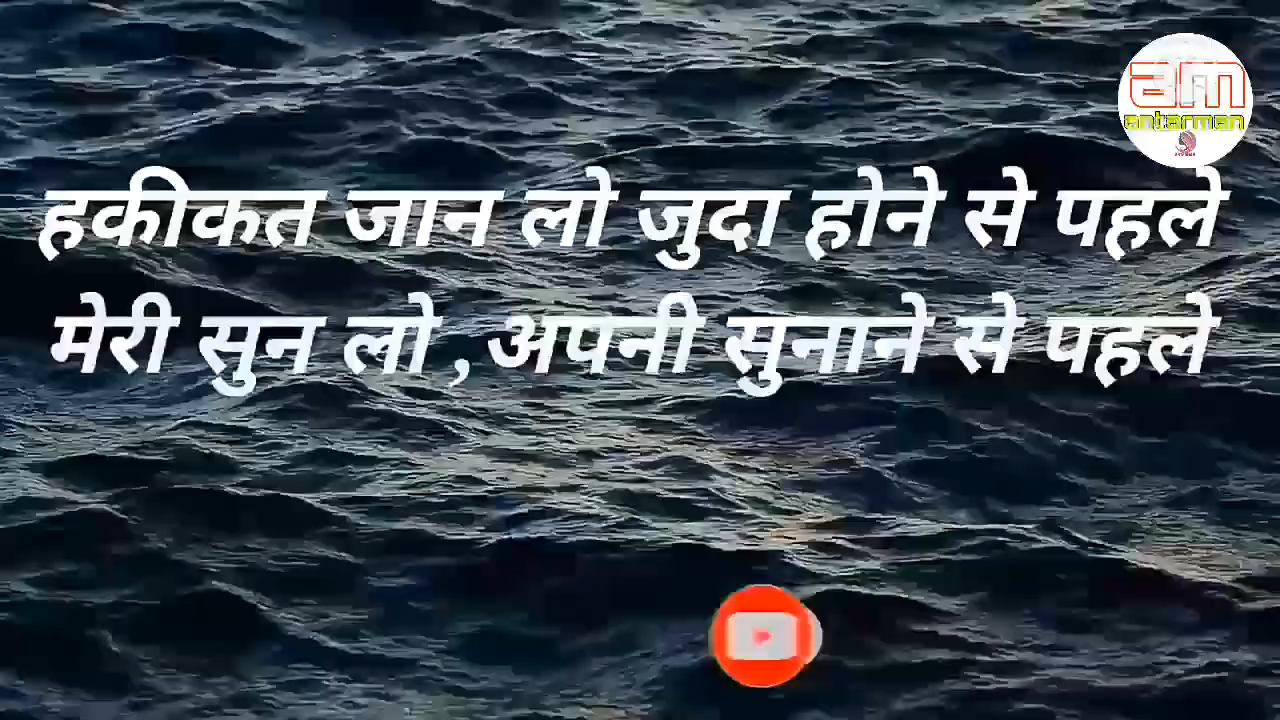 am
antarman
हकीकत जान लो जुदा होने से पहले
मेरी सुन लो ,अपनी सुनाने से पहले